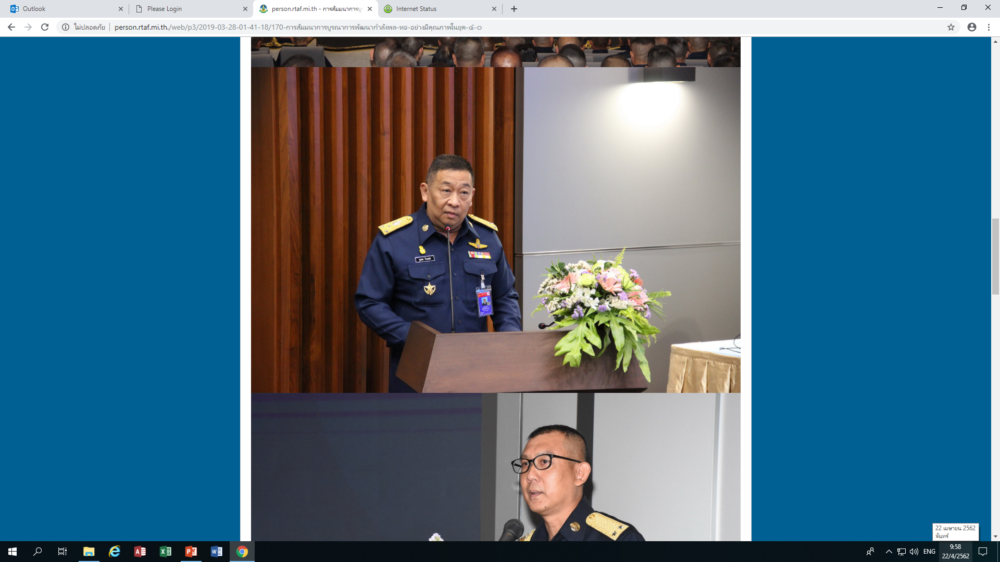 Outlook
Please Login
person.rtaf.mi.th - การสัมมนาการบู
Internet Status
ไม่ปลอดภัย
person.rtaf.mi.th./web/p3/2019-03-28-01-41-18/170-การสัมมนาการบูรณาการพัฒนากำลังพล-ทอ-อย่างมีคุณภาพในยุค-๔-๐
22 เมษายน 2562
จันทร์
ENG
9:58
22/4/2562